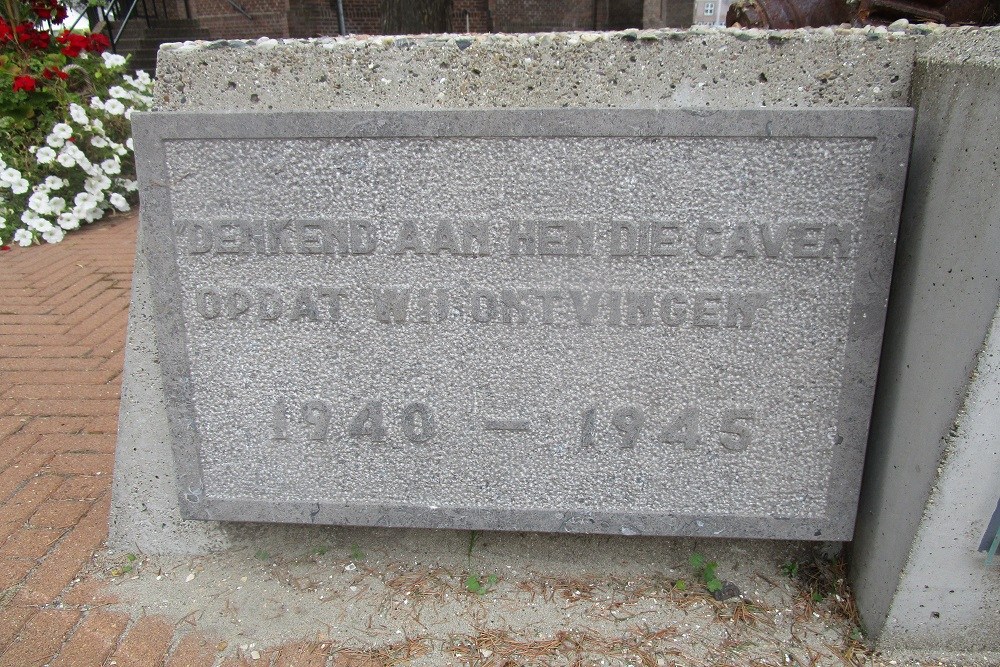 "DENKEND AAN HEN DIE GAVEN
OPDAT WIJ ONTVINGEN"
1940 — 1945